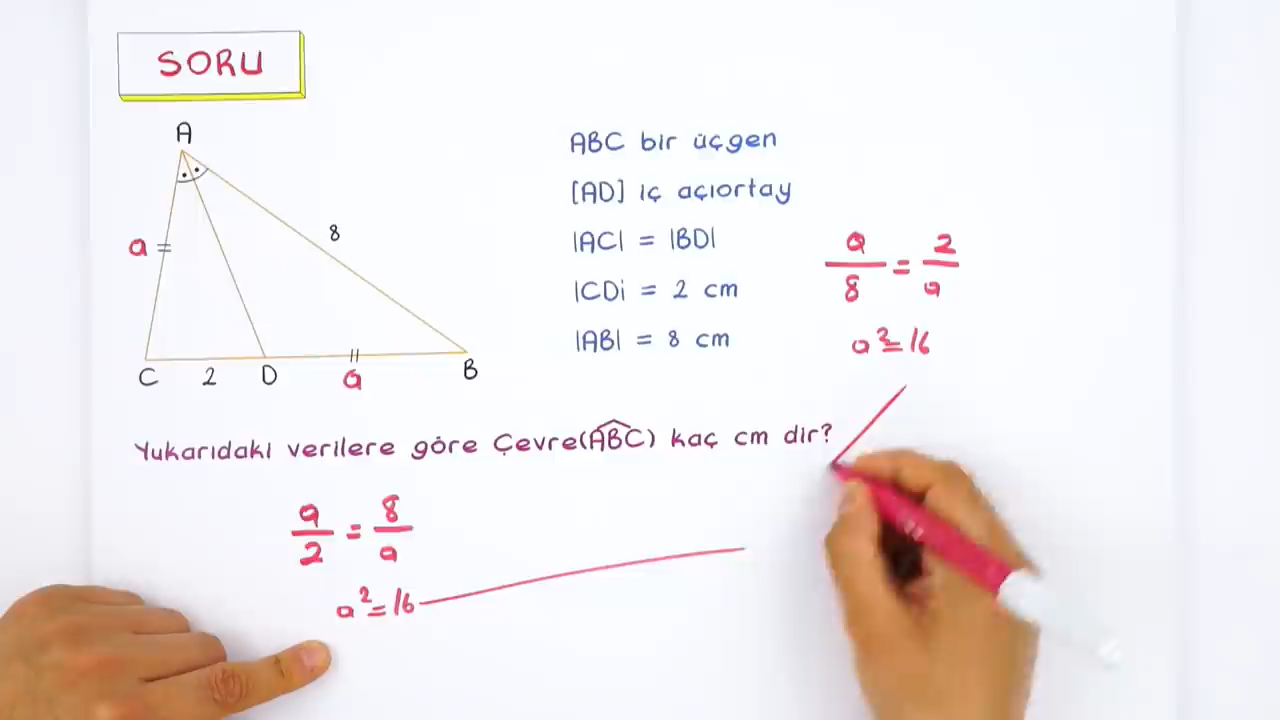 SORU
A
a
8
C 2 D a B
ABC bir üçgen
[AD] iç açıortay
|AC| = |BD|
|CD| = 2 cm
|AB| = 8 cm
a/8 = 2/a
a² = 16
Yukarıdaki verilere göre Çevre(ABC) kaç cm dir?
a/2 = 8/a
a² = 16